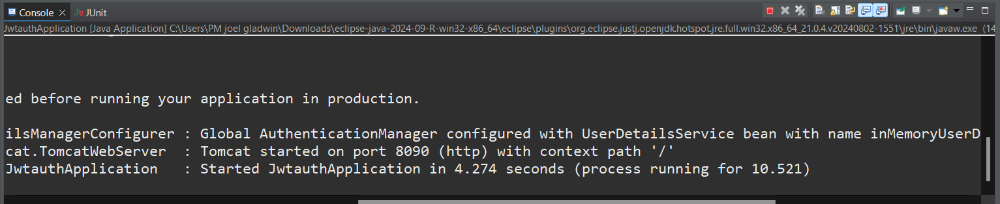 Console JUnit
JwtauthApplication [Java Application] C:\Users\PM joel gladwin\Downloads\eclipse-java-2024-09-R-win32-x86_64\eclipse\plugins\org.eclipse.justj.openjdk.hotspot.jre.full.win32.x86_64_21.0.4.v20240802-1551\jre\bin\javaw.exe (14
ed before running your application in production.
ilsManagerConfigurer : Global AuthenticationManager configured with UserDetailsService bean with name inMemoryUserD
cat.TomcatWebServer : Tomcat started on port 8090 (http) with context path '/'
JwtauthApplication : Started JwtauthApplication in 4.274 seconds (process running for 10.521)